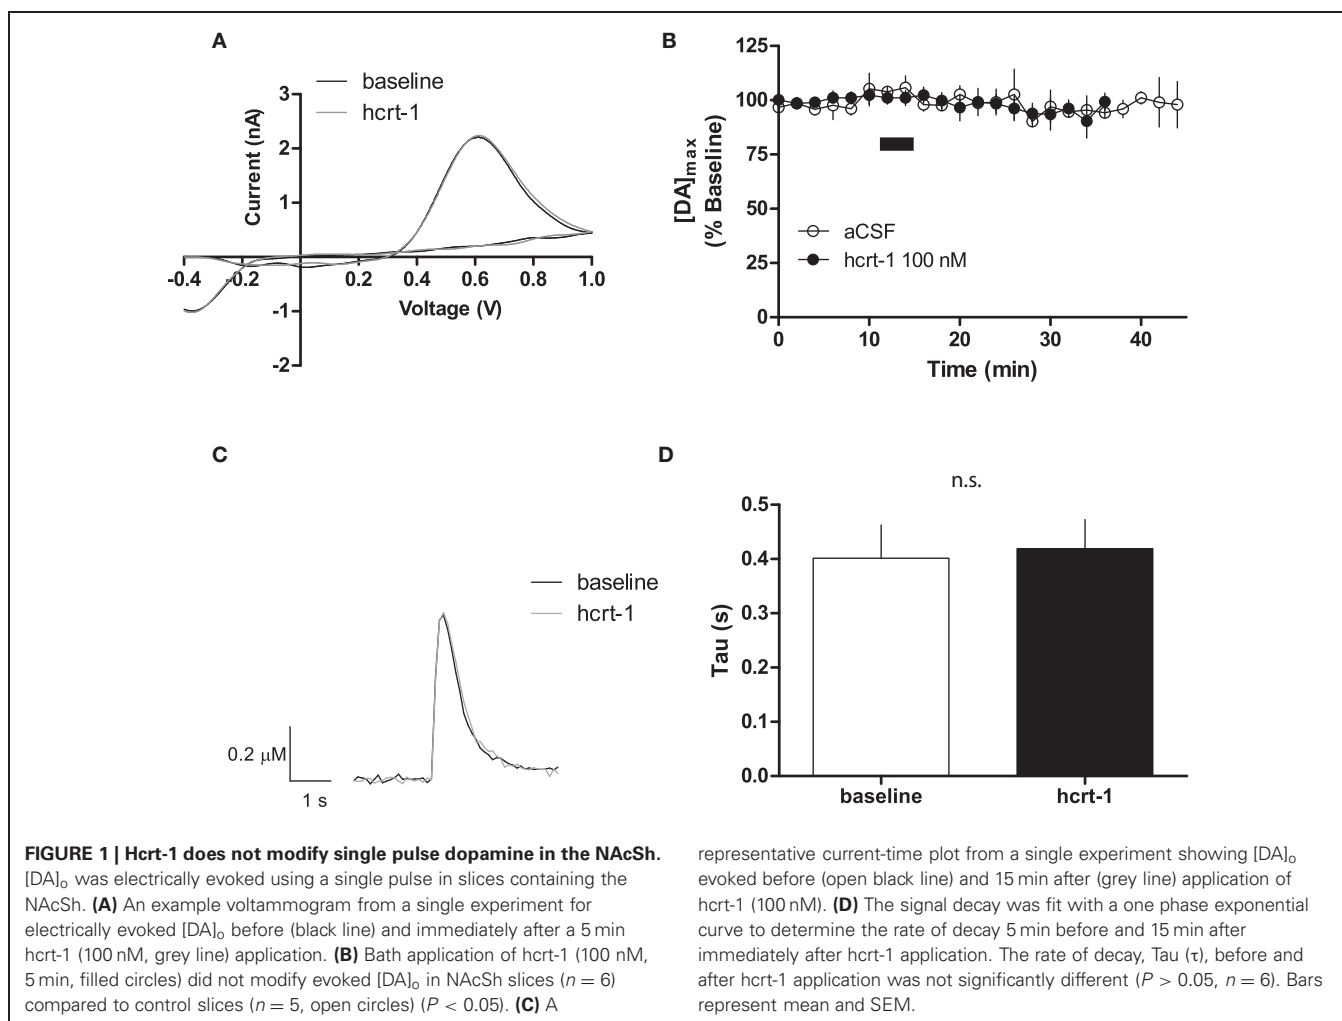 A
baseline
hcrt-1
3
2
1
-1
-2
Current (nA)
-0.4
-0.2
0.2
0.4
0.6
0.8
1.0
Voltage (V)
B
125
100
75
50
25
0
[DA]max
(% Baseline)
aCSF
hcrt-1 100 nM
0
10
20
30
40
Time (min)
C
baseline
hcrt-1
0.2 μM
1 s
D
n.s.
0.5
0.4
0.3
0.2
0.1
0.0
Tau (s)
baseline
hcrt-1
FIGURE 1 | Hcrt-1 does not modify single pulse dopamine in the NAcSh.
[DA]o was electrically evoked using a single pulse in slices containing the
NAcSh. (A) An example voltammogram from a single experiment for
electrically evoked [DA]o before (black line) and immediately after a 5 min
hcrt-1 (100 nM, grey line) application. (B) Bath application of hcrt-1 (100 nM,
5 min, filled circles) did not modify evoked [DA]o in NAcSh slices (n = 6)
compared to control slices (n = 5, open circles) (P < 0.05). (C) A
representative current-time plot from a single experiment showing [DA]o
evoked before (open black line) and 15 min after (grey line) application of
hcrt-1 (100 nM). (D) The signal decay was fit with a one phase exponential
curve to determine the rate of decay 5 min before and 15 min after
immediately after hcrt-1 application. The rate of decay, Tau (τ), before and
after hcrt-1 application was not significantly different (P > 0.05, n = 6). Bars
represent mean and SEM.